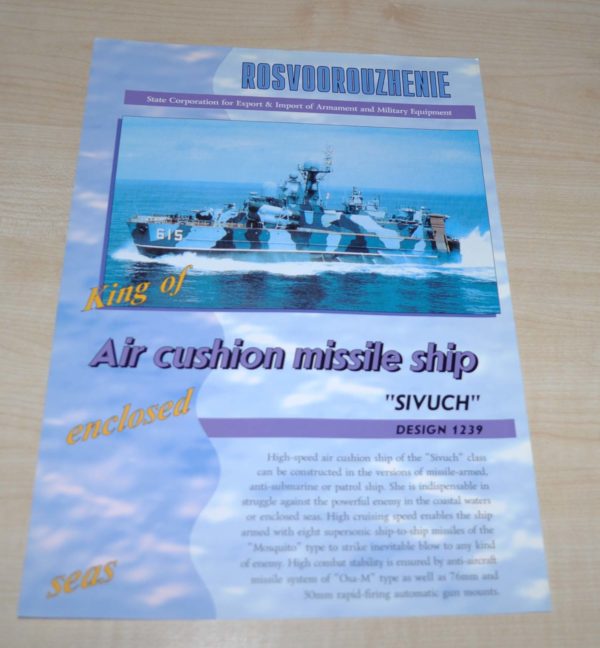 ROSVOOROUZHENIE
State Corporation for Export & Import of Armament and Military Equipment
615
King of
Air cushion missile ship
"SIVUCH"
enclosed
DESIGN 1239
High-speed air cushion ship of the "Sivuch" class
can be constructed in the versions of missile-armed,
anti-submarine or patrol ship. She is indispensable in
struggle against the powerful enemy in the coastal waters
or enclosed seas. High cruising speed enables the ship
armed with eight supersonic ship-to-ship missiles of the
"Mosquito" type to strike inevitable blow to any kind
of enemy. High combat stability is ensured by anti-aircraft
missile system of "Osa-M" type as well as 76mm and
30mm rapid-firing automatic gun mounts.
seas